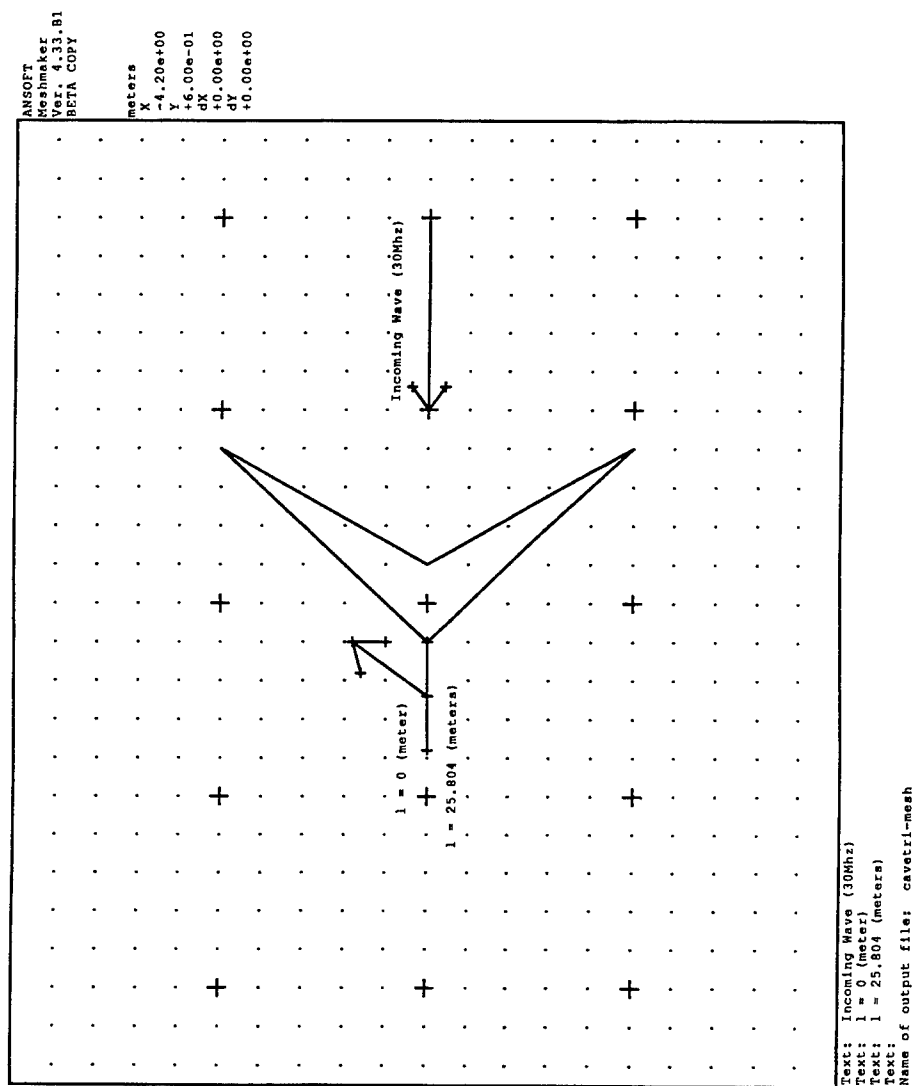 ANSOFT
Meshmaker
Ver. 4.33.B1
BETA COPY
meters
X
-4.20e+00
Y
+6.00e-01
dX
+0.00e+00
dY
+0.00e+00
Incoming Wave (30Mhz)
l = 0 (meter)
l = 25.804 (meters)
Text: Incoming Wave (30Mhz)
Text: l = 0 (meter)
Text: l = 25.804 (meters)
Text:
Name of output file: cavetri-mesh